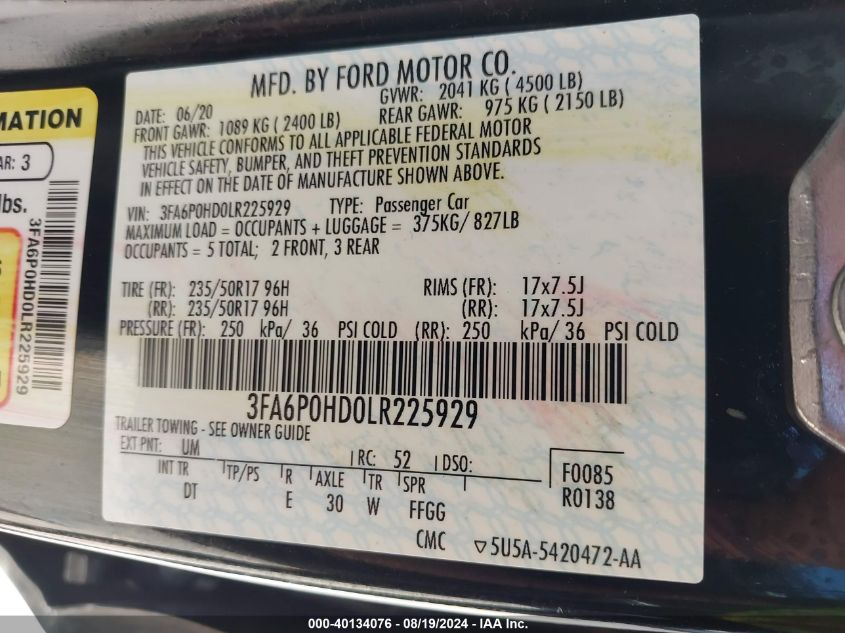 MATION
AR: 3
lbs.
3FA6P0HD0LR225929
MFD. BY FORD MOTOR CO.
DATE: 06/20 GVWR: 2041 KG ( 4500 LB)
FRONT GAWR: 1089 KG ( 2400 LB) REAR GAWR: 975 KG ( 2150 LB)
THIS VEHICLE CONFORMS TO ALL APPLICABLE FEDERAL MOTOR
VEHICLE SAFETY, BUMPER, AND THEFT PREVENTION STANDARDS
IN EFFECT ON THE DATE OF MANUFACTURE SHOWN ABOVE.
VIN: 3FA6P0HD0LR225929 TYPE: Passenger Car
MAXIMUM LOAD = OCCUPANTS + LUGGAGE = 375KG/ 827LB
OCCUPANTS = 5 TOTAL; 2 FRONT, 3 REAR
TIRE (FR): 235/50R17 96H RIMS (FR): 17x7.5J
(RR): 235/50R17 96H (RR): 17x7.5J
PRESSURE (FR): 250 kPa/ 36 PSI COLD (RR): 250 kPa/ 36 PSI COLD
3FA6P0HD0LR225929
TRAILER TOWING - SEE OWNER GUIDE
EXT PNT: UM RC: 52 DSO:
INT TR TP/PS R AXLE TR SPR F0085
DT E 30 W FFGG R0138
CMC ▽5U5A-5420472-AA
000-40134076 - 08/19/2024 - IAA Inc.